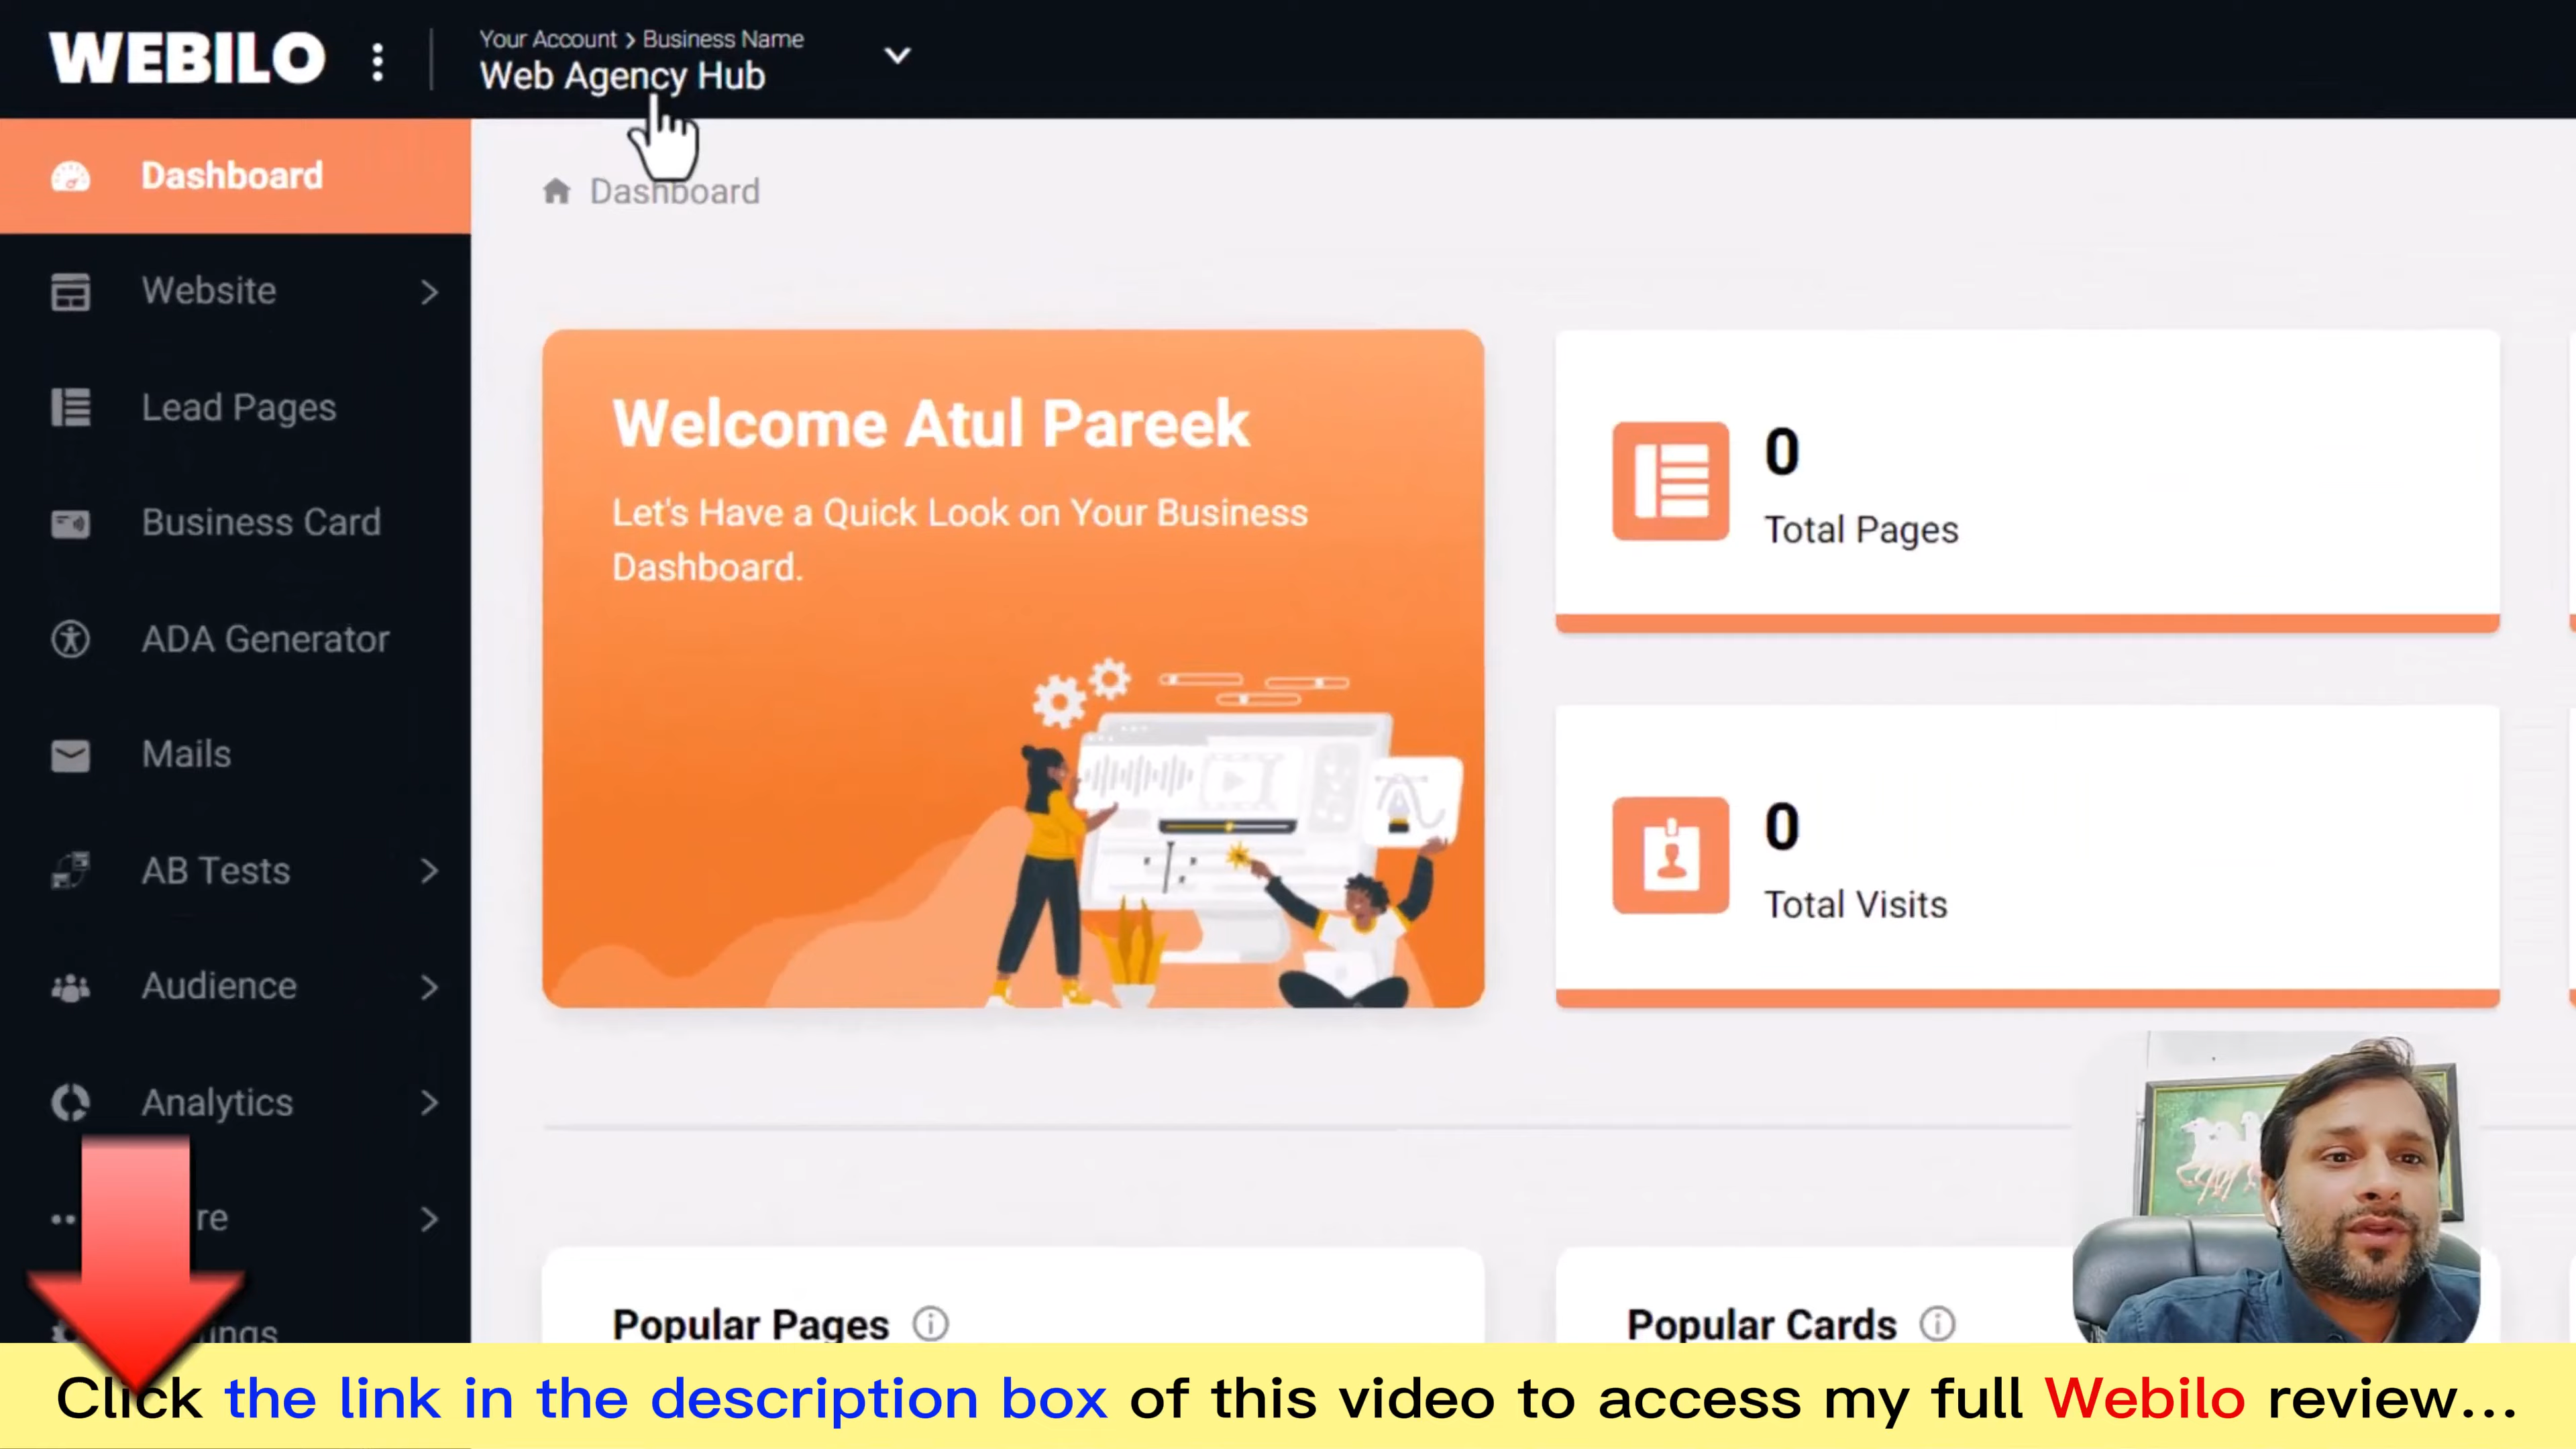 WEBILO
Your Account > Business Name
Web Agency Hub
Dashboard
Dashboard
Website
Lead Pages
Business Card
ADA Generator
Mails
AB Tests
Audience
Analytics
re
ings
Welcome Atul Pareek
Let's Have a Quick Look on Your Business
Dashboard.
0
Total Pages
0
Total Visits
Popular Pages
Popular Cards
Click the link in the description box of this video to access my full Webilo review...